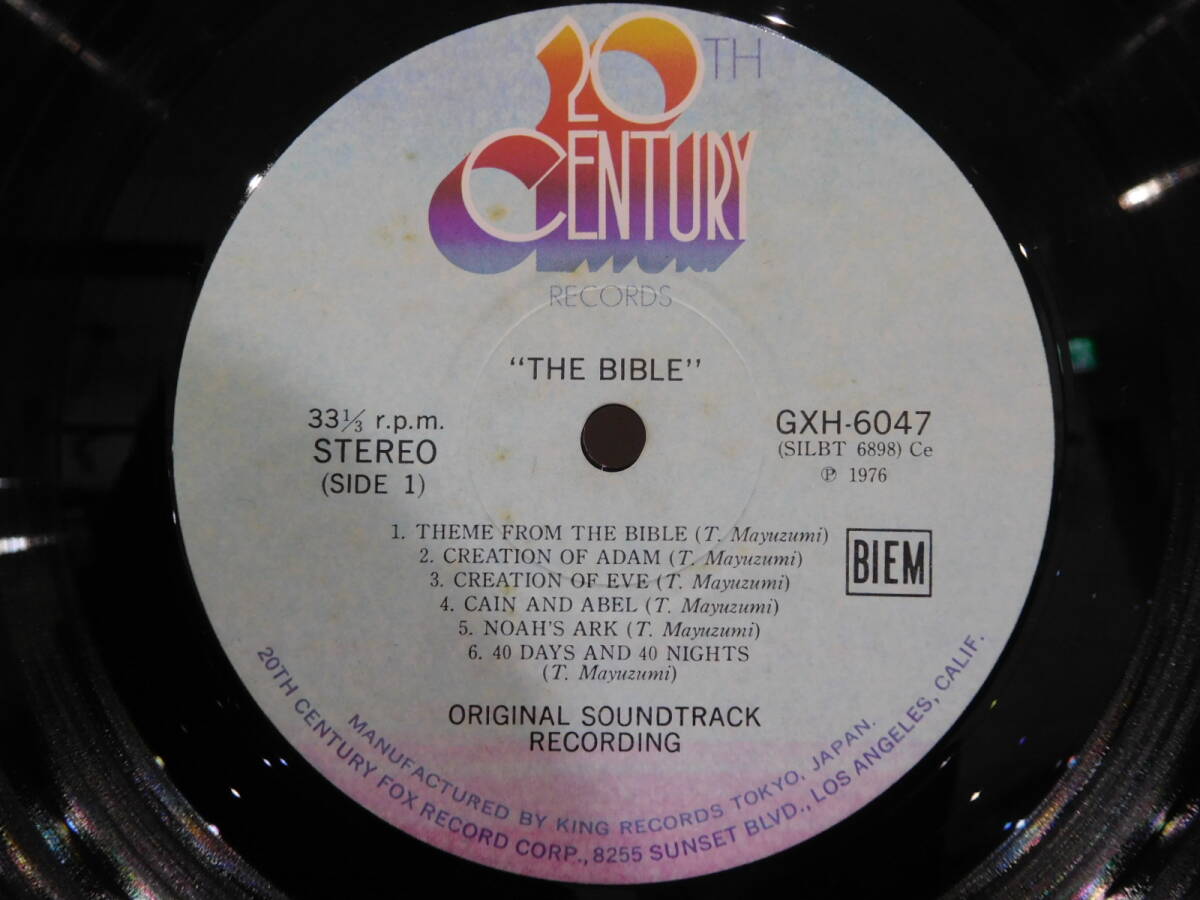 20TH
CENTURY
RECORDS
"THE BIBLE"
33⅓ r.p.m.
STEREO
(SIDE 1)
GXH-6047
(SILBT 6898) Ce
℗ 1976
1. THEME FROM THE BIBLE (T. Mayuzumi)
2. CREATION OF ADAM (T. Mayuzumi)
3. CREATION OF EVE (T. Mayuzumi)
4. CAIN AND ABEL (T. Mayuzumi)
5. NOAH'S ARK (T. Mayuzumi)
6. 40 DAYS AND 40 NIGHTS
(T. Mayuzumi)
BIEM
ORIGINAL SOUNDTRACK
RECORDING
MANUFACTURED BY KING RECORDS TOKYO, JAPAN.
20TH CENTURY FOX RECORD CORP., 8255 SUNSET BLVD., LOS ANGELES, CALIF.